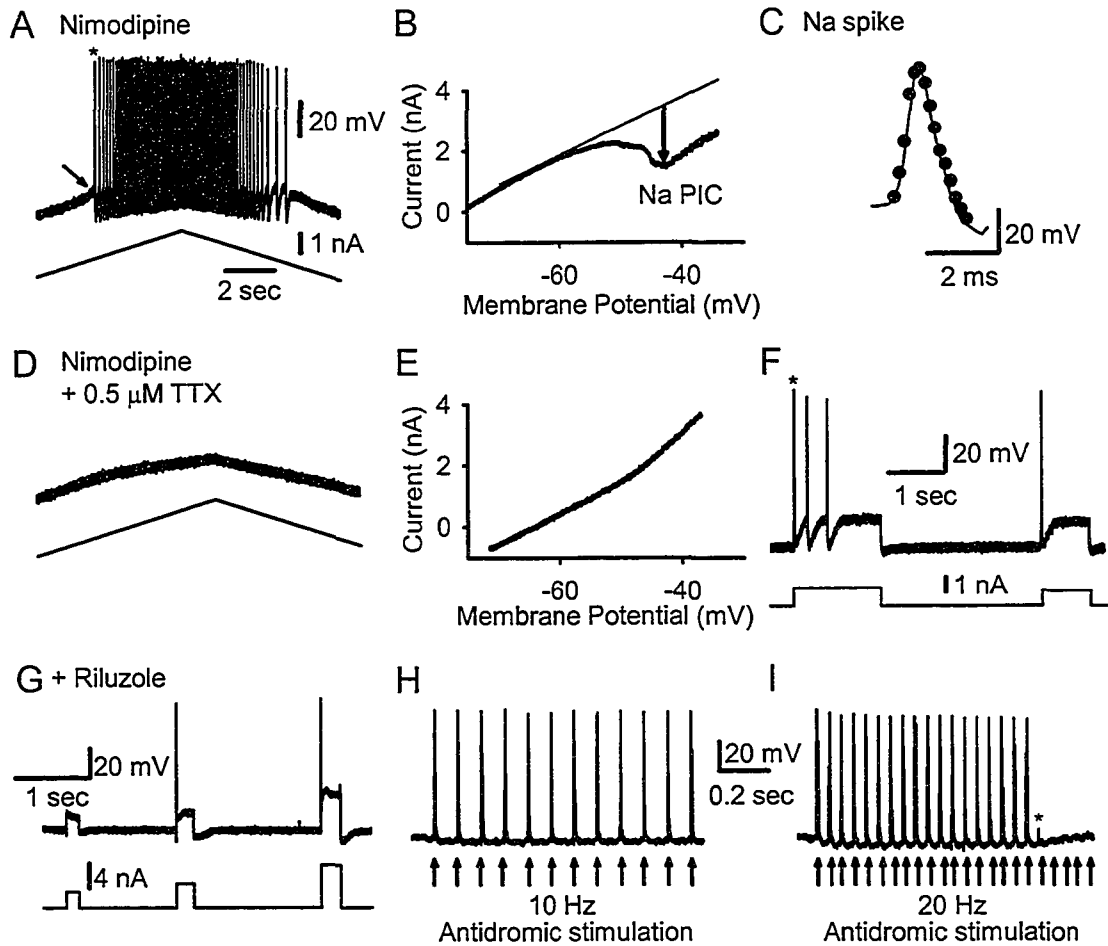 A Nimodipine
*
20 mV
1 nA
2 sec
B
Current (nA)
4
2
0
Na PIC
-60
-40
Membrane Potential (mV)
C Na spike
20 mV
2 ms
D Nimodipine
+ 0.5 μM TTX
E
Current (nA)
4
2
0
-60
-40
Membrane Potential (mV)
F
*
20 mV
1 sec
1 nA
G + Riluzole
20 mV
1 sec
4 nA
H
10 Hz
Antidromic stimulation
20 mV
0.2 sec
I
*
20 Hz
Antidromic stimulation